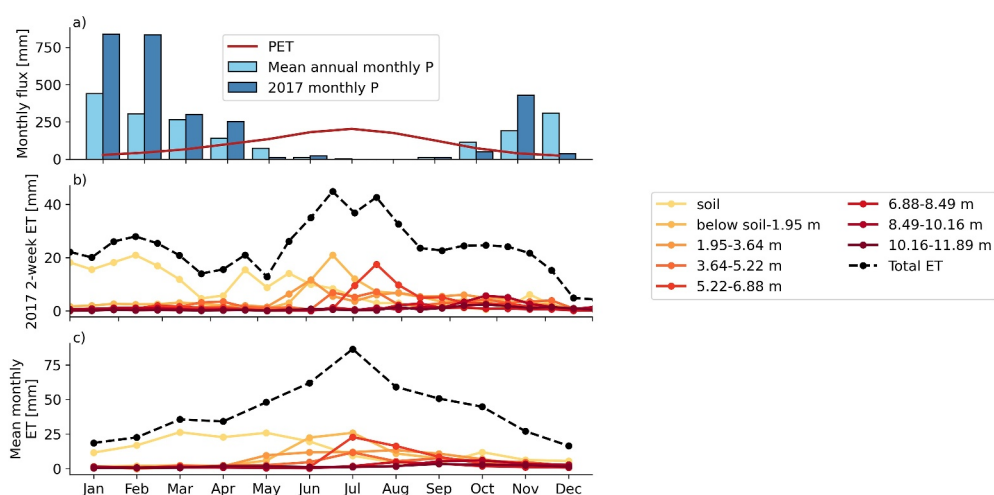 a)
Monthly flux [mm]
750
500
250
0
PET
Mean annual monthly P
2017 monthly P
b)
2017 2-week ET [mm]
40
20
0
soil
below soil-1.95 m
1.95-3.64 m
3.64-5.22 m
5.22-6.88 m
6.88-8.49 m
8.49-10.16 m
10.16-11.89 m
Total ET
c)
Mean monthly
ET [mm]
75
50
25
0
Jan Feb Mar Apr May Jun Jul Aug Sep Oct Nov Dec